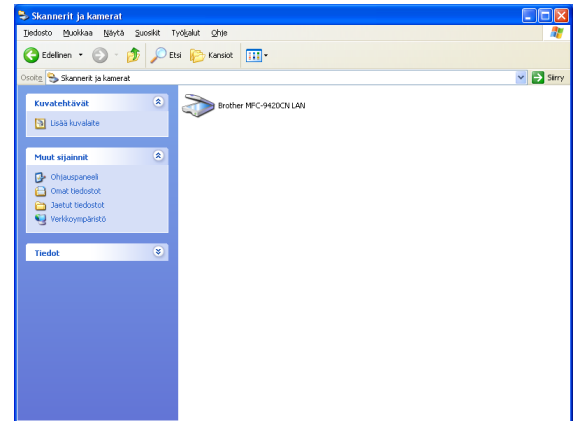 Skannerit ja kamerat
Tiedosto Muokkaa Näytä Suosikit Työkalut Ohje
Edellinen Etsi Kansiot
Osoite Skannerit ja kamerat Siirry
Kuvatehtävät
Lisää kuvalaite
Muut sijainnit
Ohjauspaneeli
Omat tiedostot
Jaetut tiedostot
Verkkoympäristö
Tiedot
Brother MFC-9420CN LAN